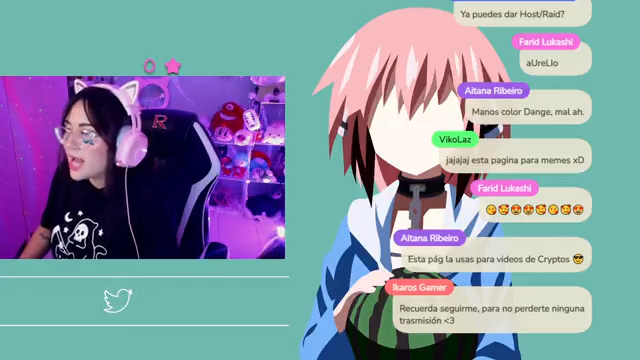 Ya puedes dar Host/Raid?
Farid Lukashi
aUreLIo
Aitana Ribeiro
Manos color Dange, mal ah.
VikoLaz
jajajaj esta pagina para memes xD
Farid Lukashi
Aitana Ribeiro
Esta pág la usas para videos de Cryptos
Ikaros Gamer
Recuerda seguirme, para no perderte ninguna
trasmisión <3
R